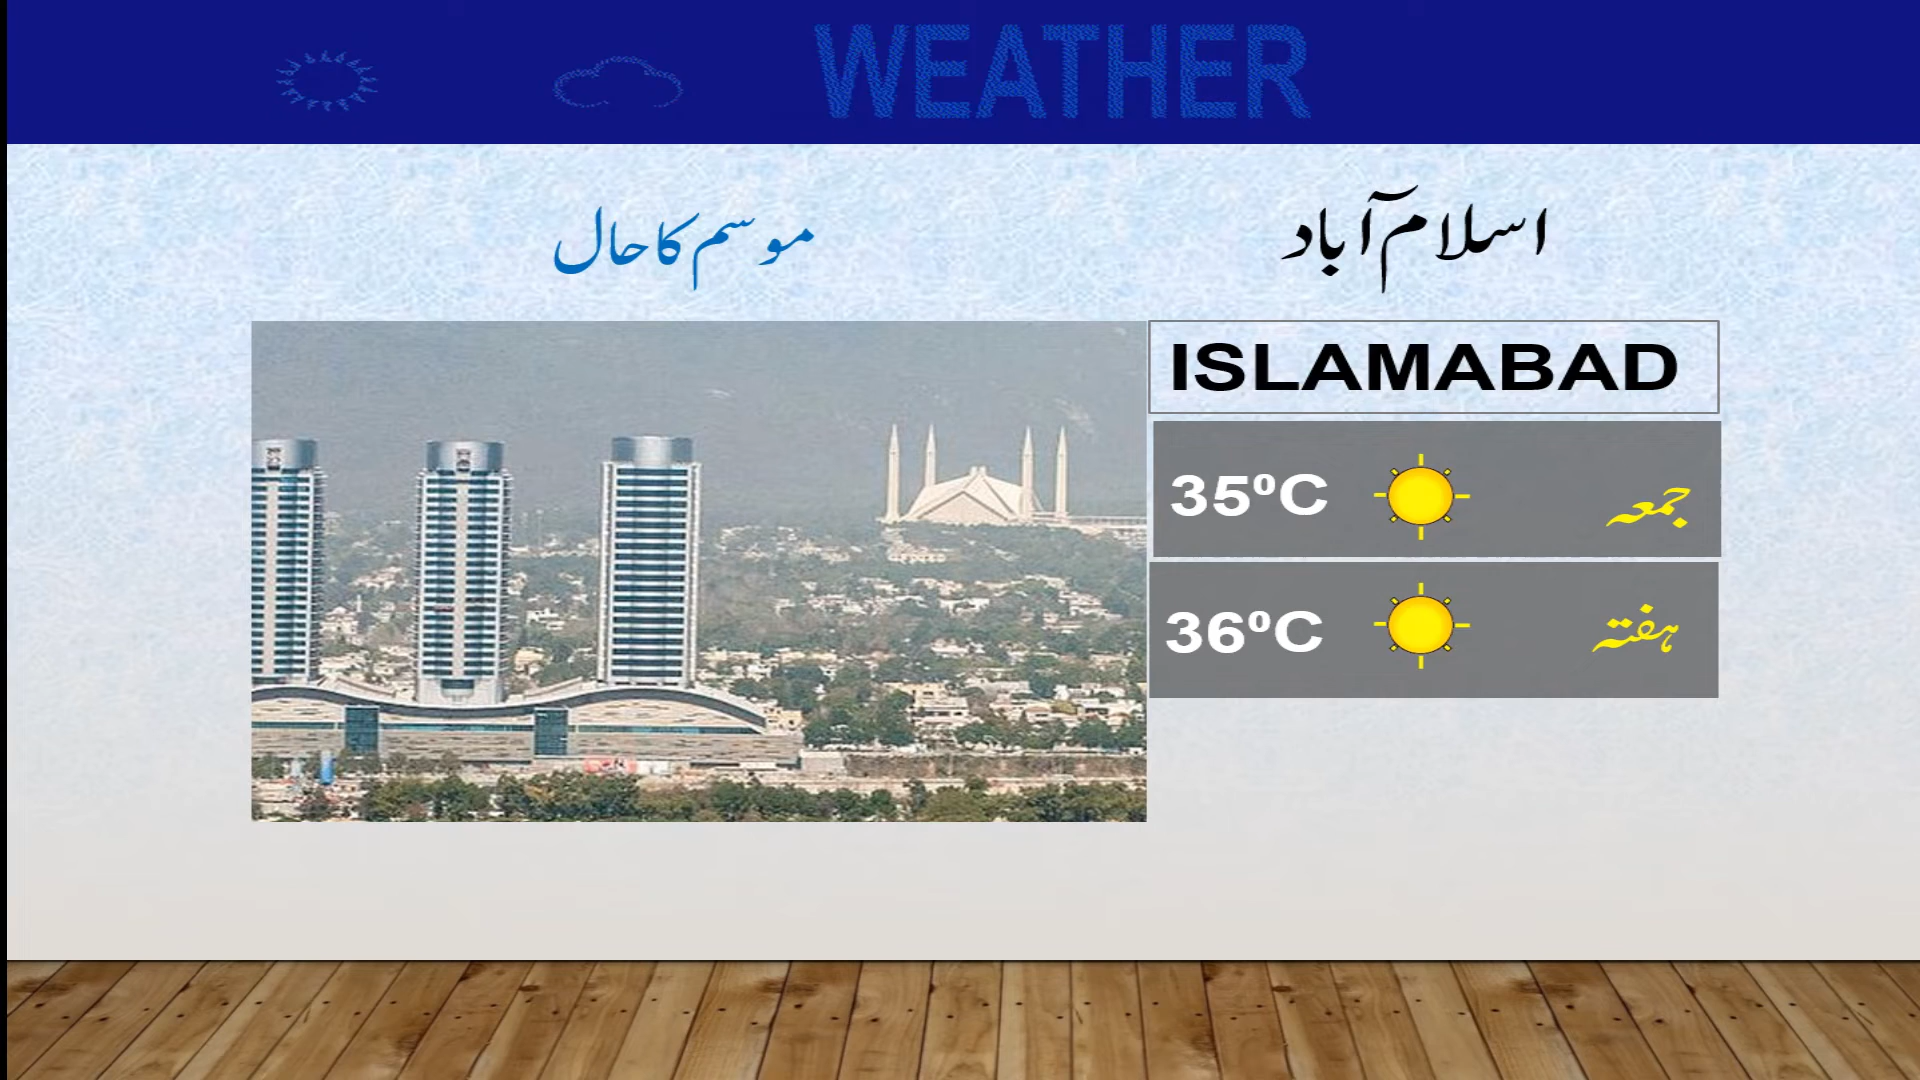 WEATHER
اسلام آباد
موسم کا حال
ISLAMABAD
35ºC جمعہ
36ºC ہفتہ